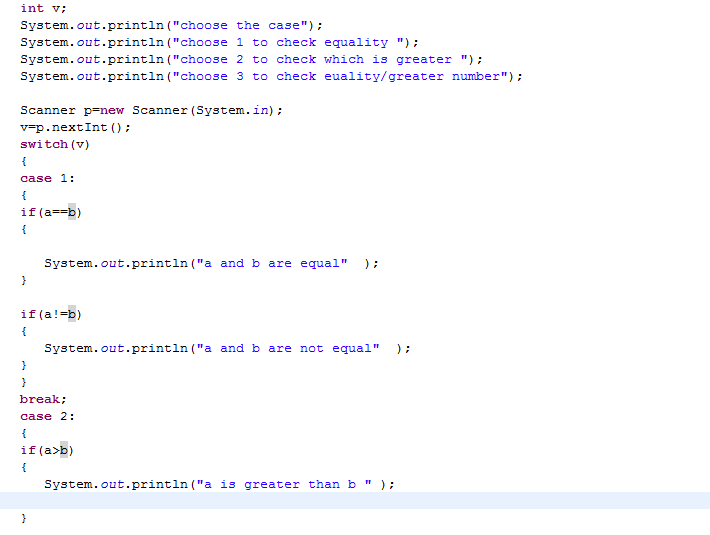 int v;
System.out.println("choose the case");
System.out.println("choose 1 to check equality ");
System.out.println("choose 2 to check which is greater ");
System.out.println("choose 3 to check euality/greater number");
Scanner p=new Scanner(System.in);
v=p.nextInt();
switch(v)
{
case 1:
{
if(a==b)
{
System.out.println("a and b are equal"  );
}
if(a!=b)
{
System.out.println("a and b are not equal"  );
}
}
break;
case 2:
{
if(a>b)
{
System.out.println("a is greater than b " );
}